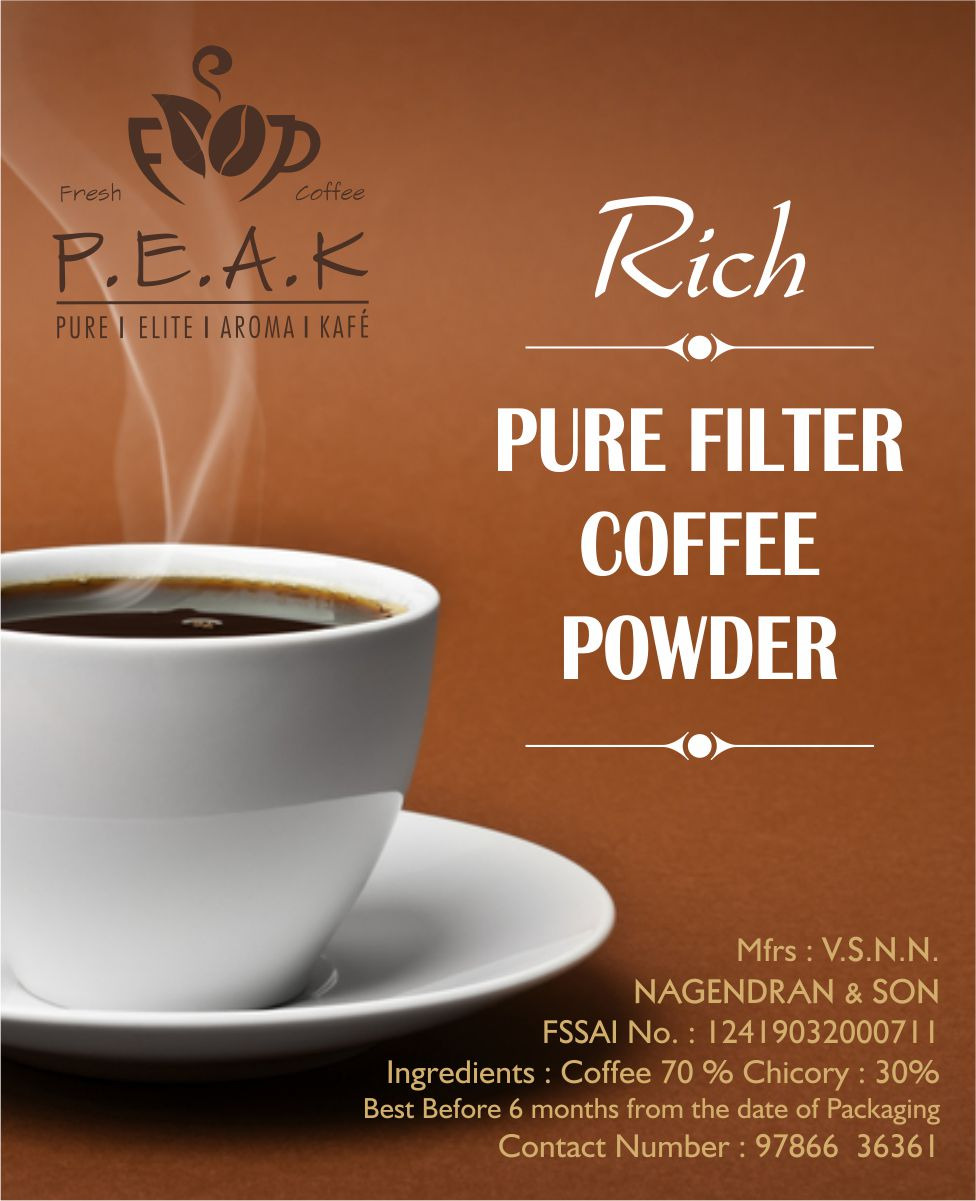 FP
Fresh Coffee
P.E.A.K
PURE | ELITE | AROMA | KAFÉ
Rich
PURE FILTER
COFFEE
POWDER
Mfrs : V.S.N.N.
NAGENDRAN & SON
FSSAI No. : 12419032000711
Ingredients : Coffee 70 % Chicory : 30%
Best Before 6 months from the date of Packaging
Contact Number : 97866 36361